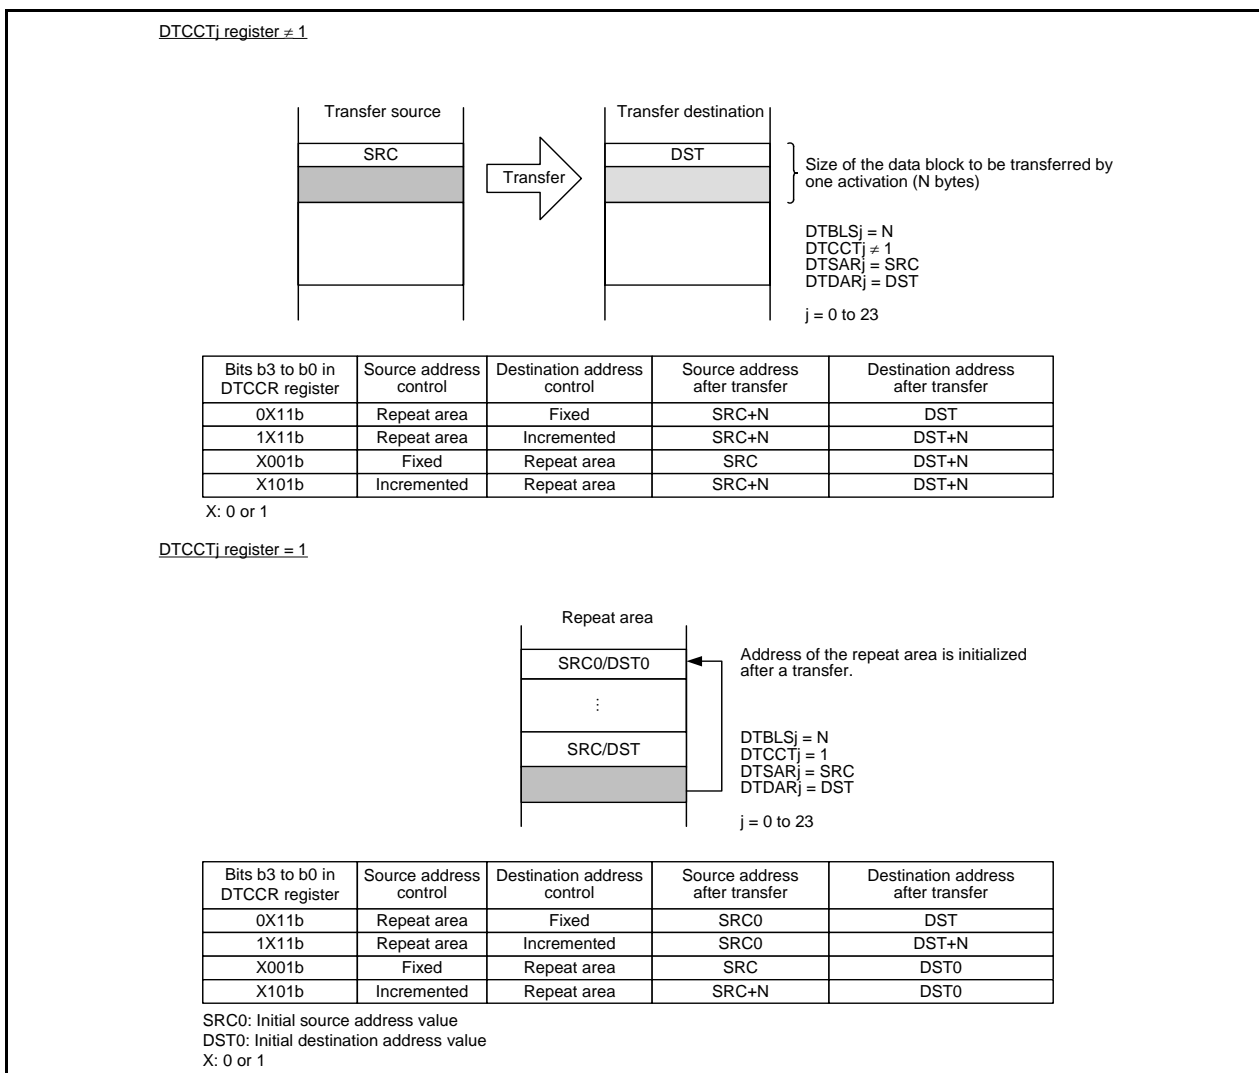 DTCCTj register ≠ 1
Transfer source
Transfer destination
SRC
DST
Transfer
Size of the data block to be transferred by
one activation (N bytes)
DTBLSj = N
DTCCTj ≠ 1
DTSARj = SRC
DTDARj = DST
j = 0 to 23
Bits b3 to b0 in DTCCR register | Source address control | Destination address control | Source address after transfer | Destination address after transfer
0X11b | Repeat area | Fixed | SRC+N | DST
1X11b | Repeat area | Incremented | SRC+N | DST+N
X001b | Fixed | Repeat area | SRC | DST+N
X101b | Incremented | Repeat area | SRC+N | DST+N
X: 0 or 1
DTCCTj register = 1
Repeat area
SRC0/DST0
⋮
SRC/DST
Address of the repeat area is initialized
after a transfer.
DTBLSj = N
DTCCTj = 1
DTSARj = SRC
DTDARj = DST
j = 0 to 23
Bits b3 to b0 in DTCCR register | Source address control | Destination address control | Source address after transfer | Destination address after transfer
0X11b | Repeat area | Fixed | SRC0 | DST
1X11b | Repeat area | Incremented | SRC0 | DST+N
X001b | Fixed | Repeat area | SRC | DST0
X101b | Incremented | Repeat area | SRC+N | DST0
SRC0: Initial source address value
DST0: Initial destination address value
X: 0 or 1